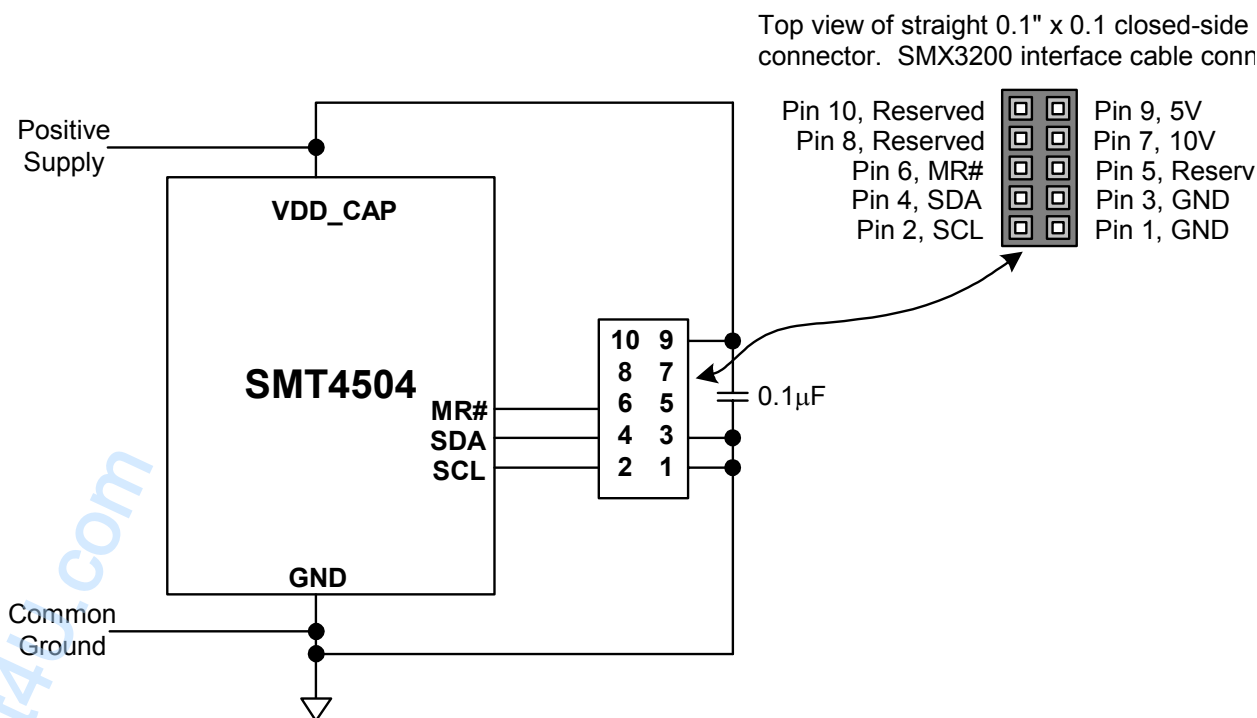 Top view of straight 0.1" x 0.1 closed-side
connector. SMX3200 interface cable
Pin 10, Reserved
Pin 9, 5V
Pin 8, Reserved
Pin 7, 10V
Pin 6, MR#
Pin 5,
Pin 4, SDA
Pin 3, GND
Pin 2, SCL
Pin 1, GND
Positive
Supply
VDD_CAP
SMT4504
MR#
SDA
SCL
GND
10 9
8 7
6 5
4 3
2 1
0.1μF
Common
Ground
4U.com